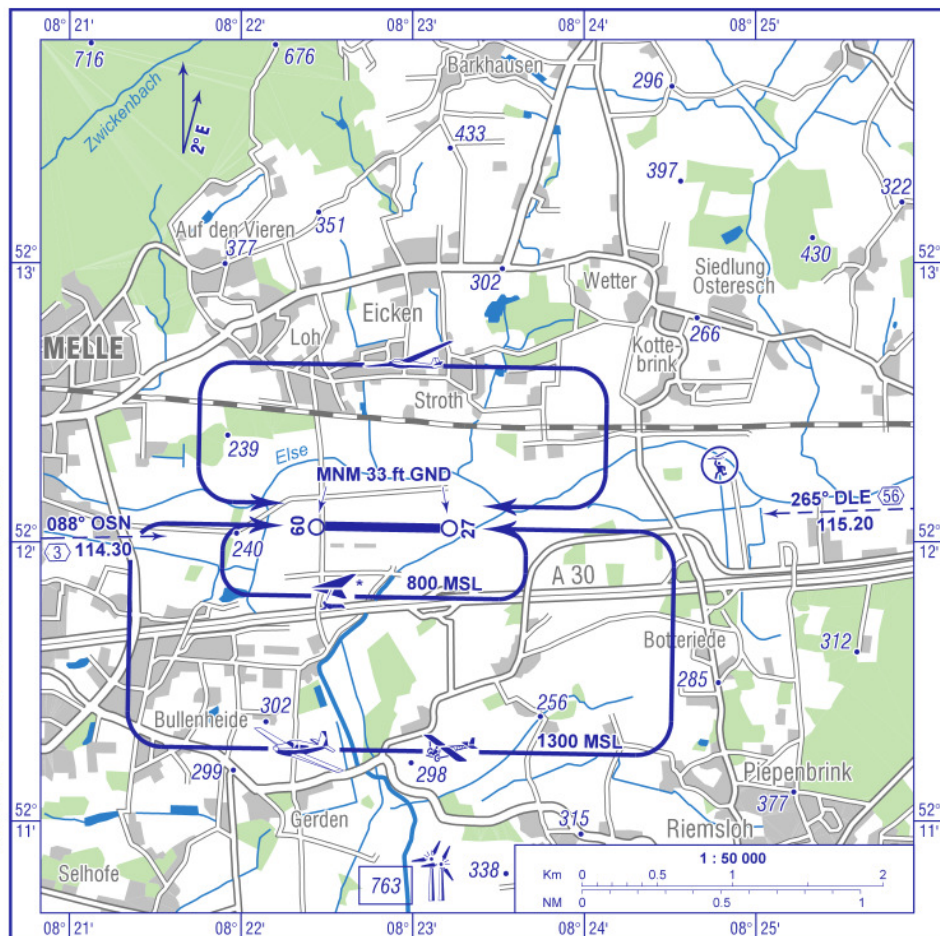 08° 21' 08° 22' 08° 23' 08° 24' 08° 25'
716
676
Barkhausen
296
Zwickenbach
2° E
433
397
322
351
Auf den Vieren
377
430
52°
13'
52°
13'
302
Wetter
Siedlung
Osteresch
Eicken
266
Loh
MELLE
Kotte-
brink
Stroth
239
Else
MNM 33 ft GND
265° DLE 56
115.20
088° OSN
3 114.30
60
27
240
52°
12'
52°
12'
800 MSL
*
A 30
Botteriede
312
285
Bullenheide
302
256
1300 MSL
299
298
Piepenbrink
377
52°
11'
52°
11'
Gerden
315
Riemsloh
Selhofe
763
338
1 : 50 000
Km 0 0.5 1 2
NM 0 0.5 1
08° 21' 08° 22' 08° 23' 08° 24' 08° 25'